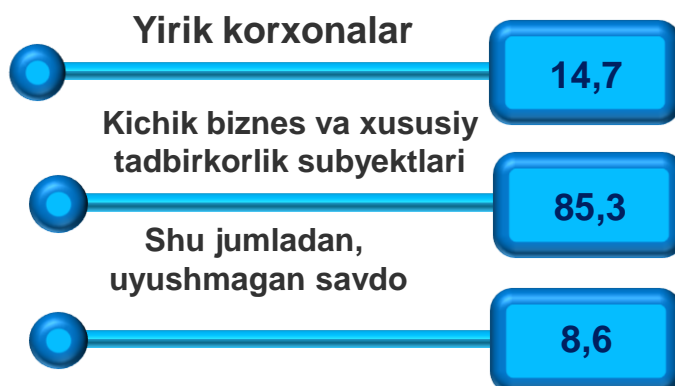 Yirik korxonalar
14,7
Kichik biznes va xususiy
tadbirkorlik subyektlari
85,3
Shu jumladan,
uyushmagan savdo
8,6